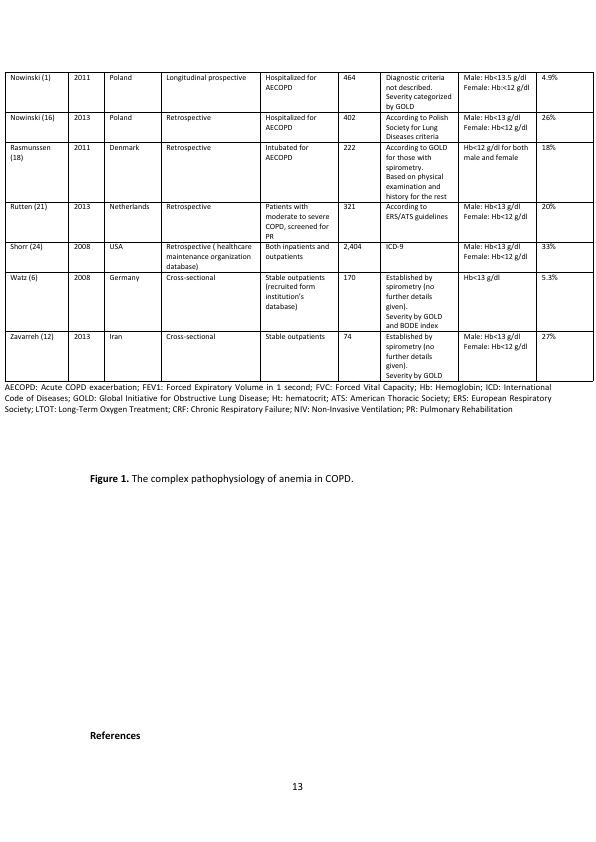 Nowinski (1) 2011 Poland Longitudinal prospective Hospitalized for AECOPD 464 Diagnostic criteria not described. Severity categorized by GOLD Male: Hb<13.5 g/dl Female: Hb:<12 g/dl 4.9%
Nowinski (16) 2013 Poland Retrospective Hospitalized for AECOPD 402 According to Polish Society for Lung Diseases criteria Male: Hb<13 g/dl Female: Hb<12 g/dl 26%
Rasmunssen (18) 2011 Denmark Retrospective Intubated for AECOPD 222 According to GOLD for those with spirometry. Based on physical examination and history for the rest Hb<12 g/dl for both male and female 18%
Rutten (21) 2013 Netherlands Retrospective Patients with moderate to severe COPD, screened for PR 321 According to ERS/ATS guidelines Male: Hb<13 g/dl Female: Hb<12 g/dl 20%
Shorr (24) 2008 USA Retrospective ( healthcare maintenance organization database) Both inpatients and outpatients 2,404 ICD-9 Male: Hb<13 g/dl Female: Hb<12 g/dl 33%
Watz (6) 2008 Germany Cross-sectional Stable outpatients (recruited form institution's database) 170 Established by spirometry (no further details given). Severity by GOLD and BODE index Hb<13 g/dl 5.3%
Zavarreh (12) 2013 Iran Cross-sectional Stable outpatients 74 Established by spirometry (no further details given). Severity by GOLD Male: Hb<13 g/dl Female: Hb<12 g/dl 27%
AECOPD: Acute COPD exacerbation; FEV1: Forced Expiratory Volume in 1 second; FVC: Forced Vital Capacity; Hb: Hemoglobin; ICD: International
Code of Diseases; GOLD: Global Initiative for Obstructive Lung Disease; Ht: hematocrit; ATS: American Thoracic Society; ERS: European Respiratory
Society; LTOT: Long-Term Oxygen Treatment; CRF: Chronic Respiratory Failure; NIV: Non-Invasive Ventilation; PR: Pulmonary Rehabilitation
Figure 1. The complex pathophysiology of anemia in COPD.
References
13